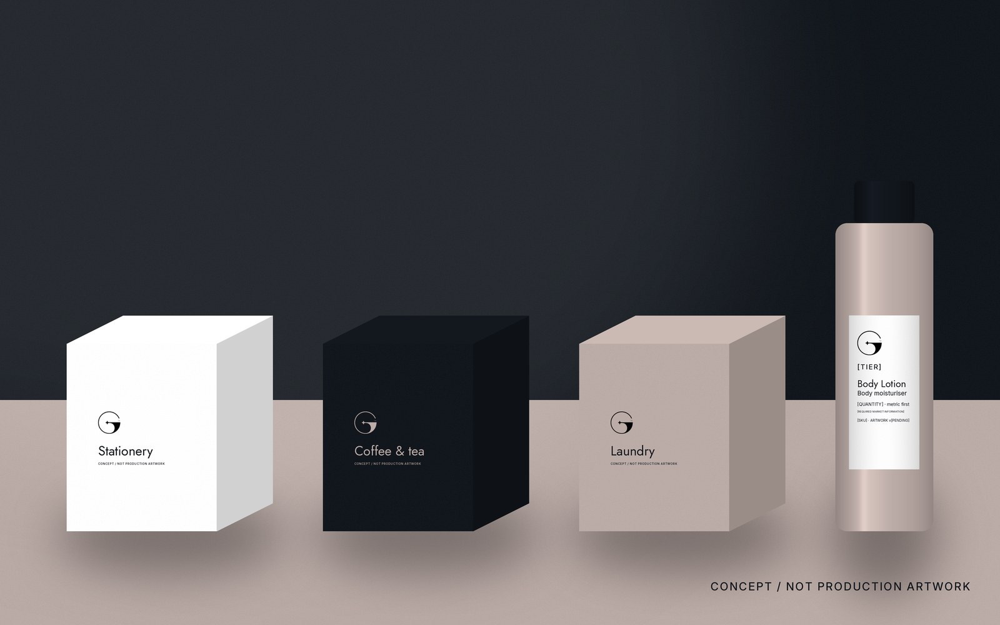 Stationery
CONCEPT / NOT PRODUCTION ARTWORK
Coffee & tea
CONCEPT / NOT PRODUCTION ARTWORK
Laundry
CONCEPT / NOT PRODUCTION ARTWORK
[TIER]
Body Lotion
Body moisturiser
[QUANTITY] · metric first
[REQUIRED MARKET INFORMATION]
[SKU] · ARTWORK v[PENDING]
CONCEPT / NOT PRODUCTION ARTWORK